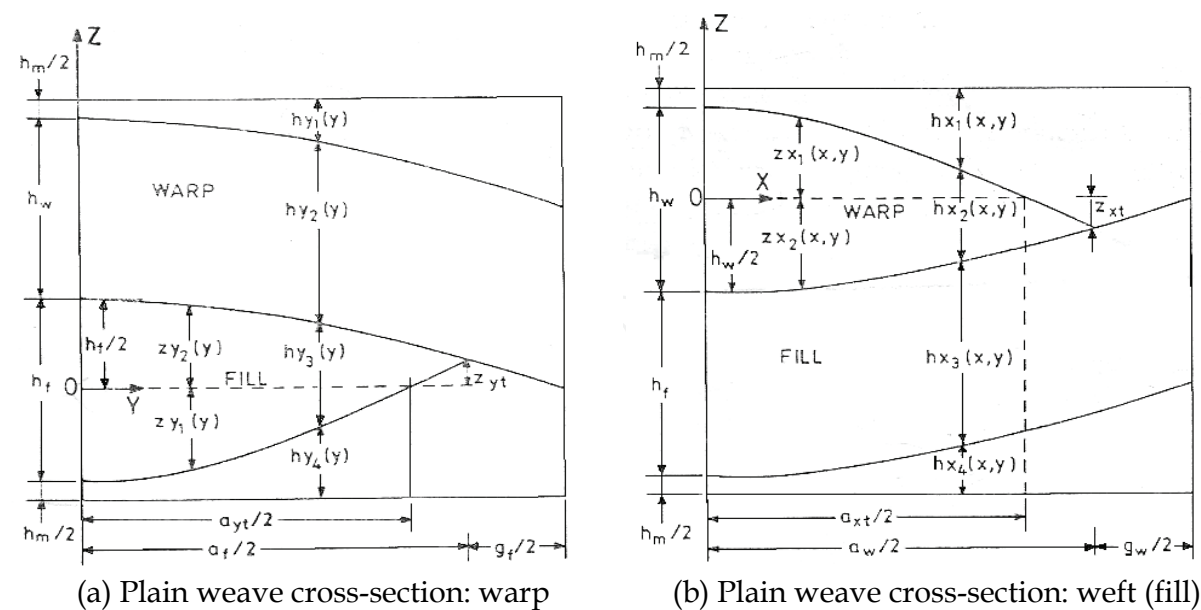 Z
h_m/2
hy_1(y)
WARP
h_w
hy_2(y)
h_f/2
zy_2(y)
hy_3(y)
h_f
0
FILL
z_yt
Y
zy_1(y)
hy_4(y)
h_m/2
a_yt/2
a_f/2
g_f/2
(a) Plain weave cross-section: warp
Z
h_m/2
hx_1(x,y)
zx_1(x,y)
X
0
h_w
WARP
hx_2(x,y)
z_xt
h_w/2
zx_2(x,y)
FILL
hx_3(x,y)
h_f
hx_4(x,y)
h_m/2
a_xt/2
a_w/2
g_w/2
(b) Plain weave cross-section: weft (fill)